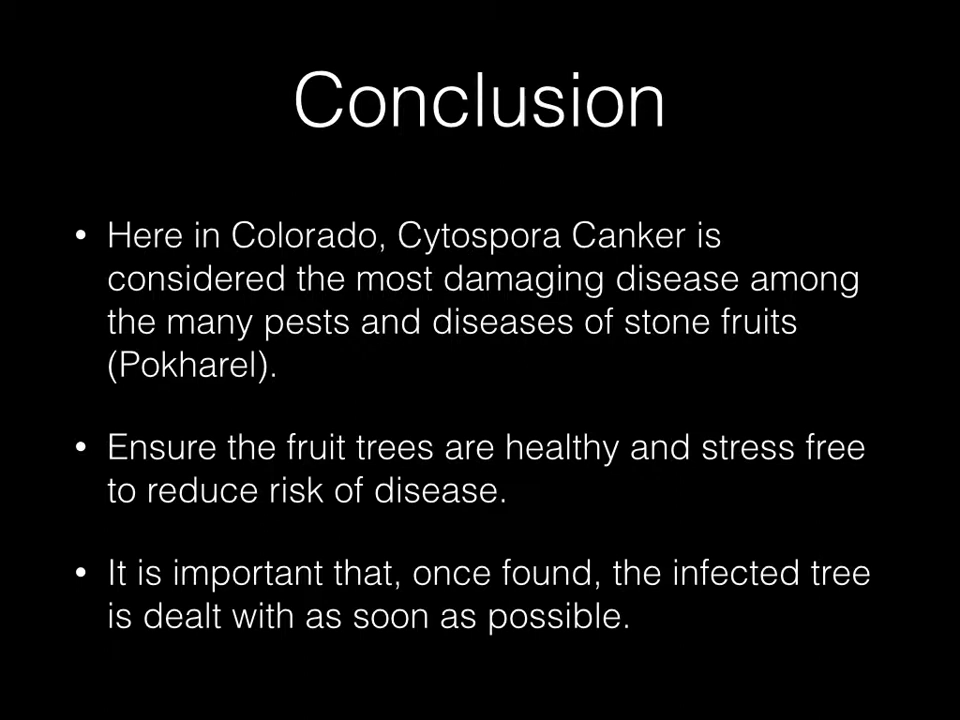 Conclusion
• Here in Colorado, Cytospora Canker is
considered the most damaging disease among
the many pests and diseases of stone fruits
(Pokharel).
• Ensure the fruit trees are healthy and stress free
to reduce risk of disease.
• It is important that, once found, the infected tree
is dealt with as soon as possible.